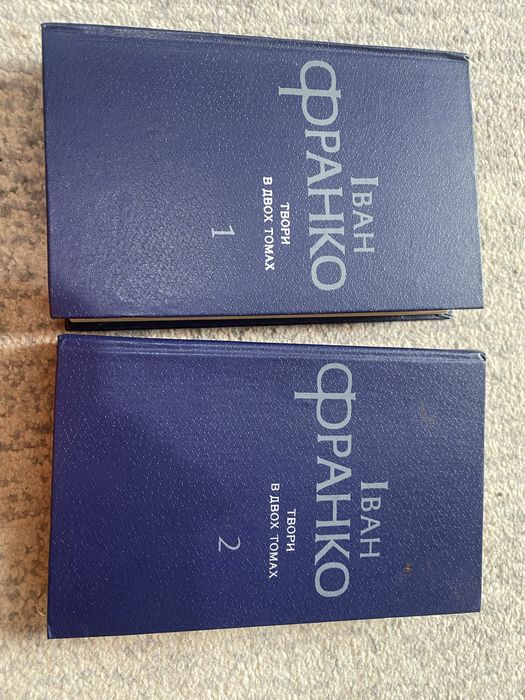 Іван
ФРАНКО
ТВОРИ
В ДВОХ ТОМАХ
1
Іван
ФРАНКО
ТВОРИ
В ДВОХ ТОМАХ
2